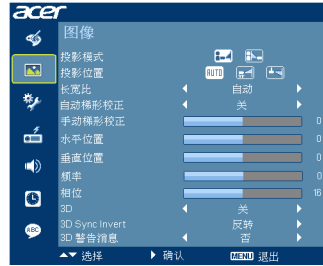 acer
图像
投影模式
投影位置 AUTO
长宽比 自动
自动梯形校正 关
手动梯形校正 0
水平位置 0
垂直位置 0
频率 0
相位 16
3D 关
3D Sync Invert 反转
3D 警告消息 否
ABC
选择 确认 MENU 退出